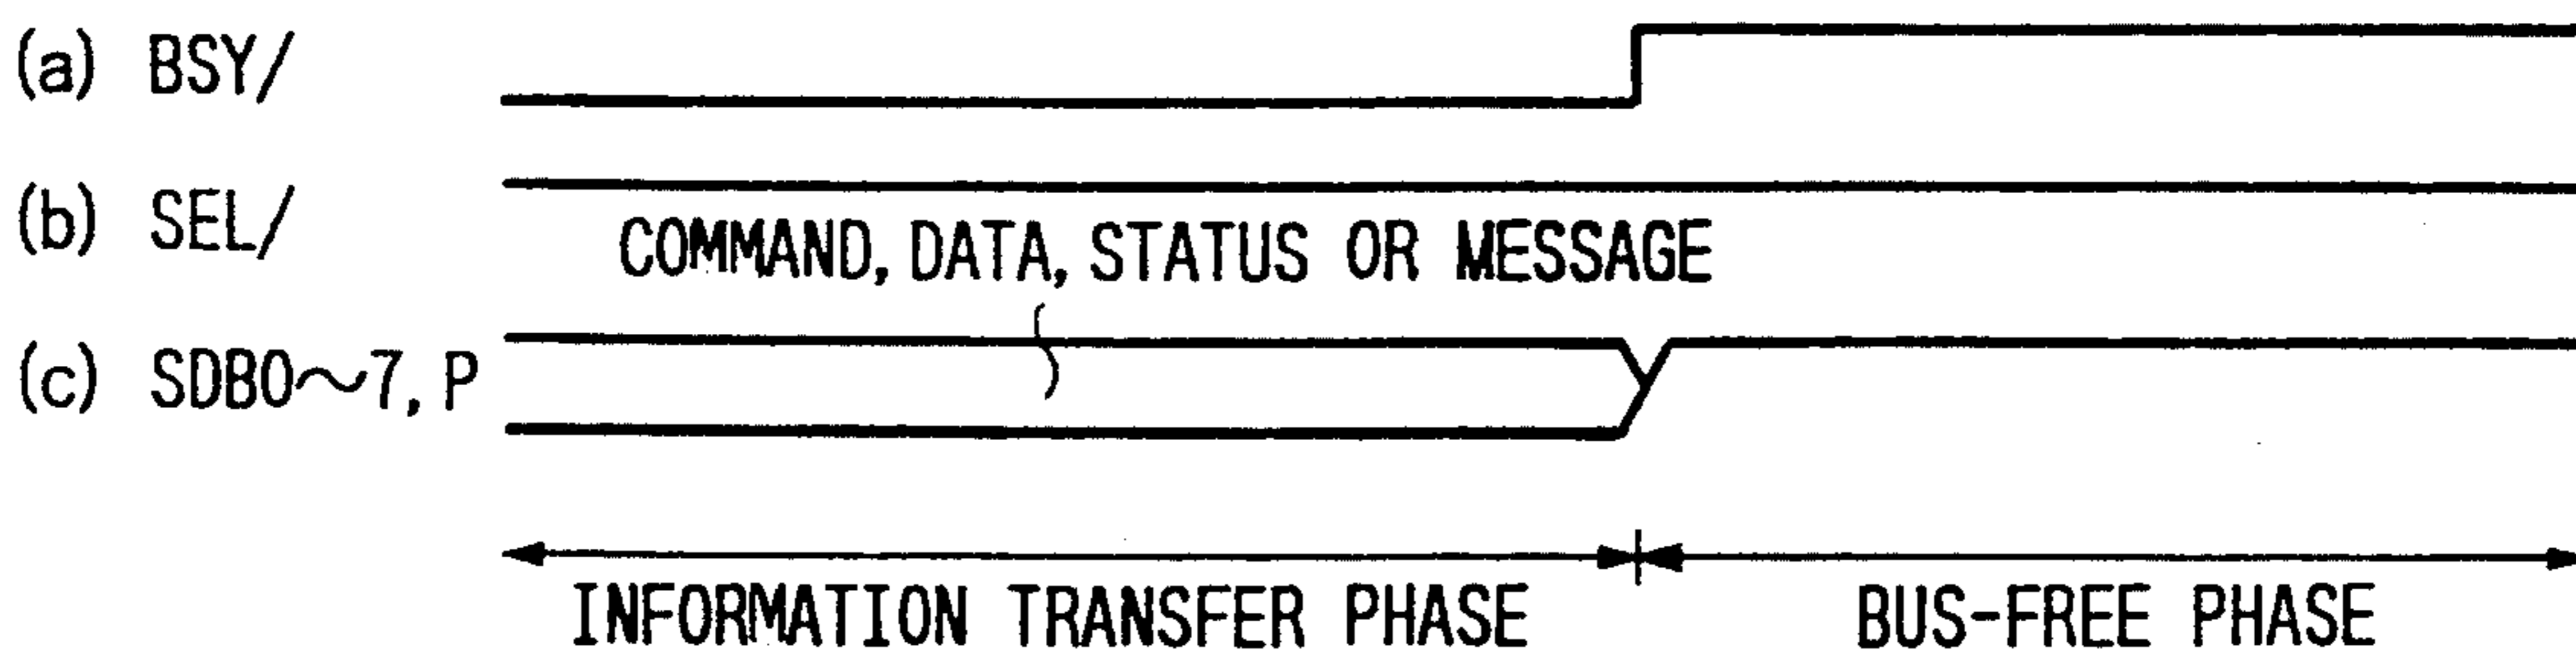 (a) BSY/
(b) SEL/
COMMAND, DATA, STATUS OR MESSAGE
(c) SDB0~7, P
INFORMATION TRANSFER PHASE
BUS-FREE PHASE